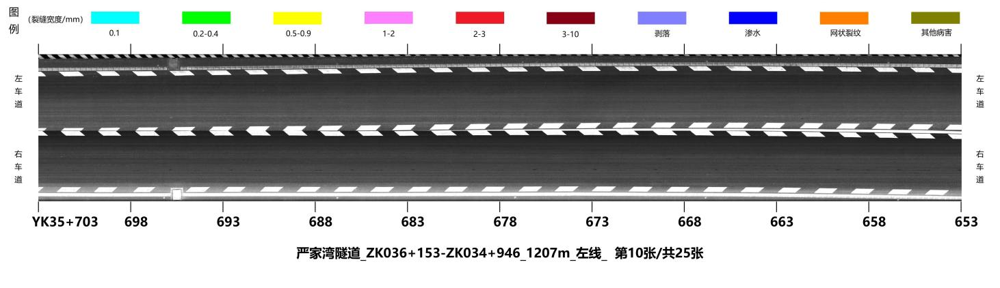 图例
(裂缝宽度/mm)
0.1 0.2-0.4 0.5-0.9 1-2 2-3 3-10 剥落 渗水 网状裂纹 其他病害
左车道 左车道
右车道 右车道
YK35+703 698 693 688 683 678 673 668 663 658 653
严家湾隧道_ZK036+153-ZK034+946_1207m_左线_ 第10张/共25张